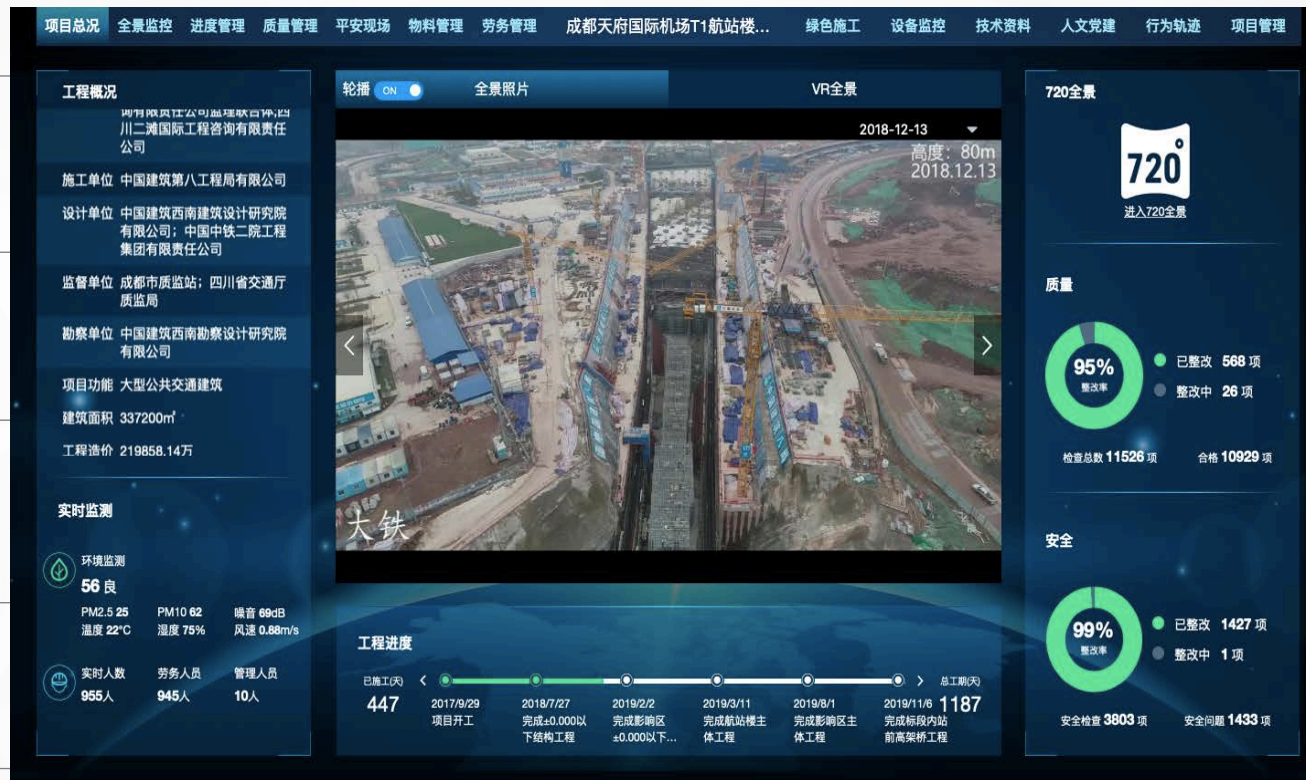 项目总况 全景监控 进度管理 质量管理 平安现场 物料管理 劳务管理 成都天府国际机场T1航站楼... 绿色施工 设备监控 技术资料 人文党建 行为轨迹 项目管理
工程概况
询有限责任公司监理联合体;四
川二滩国际工程咨询有限责任
公司
施工单位 中国建筑第八工程局有限公司
设计单位 中国建筑西南建筑设计研究院
有限公司；中国中铁二院工程
集团有限责任公司
监督单位 成都市质监站；四川省交通厅
质监局
勘察单位 中国建筑西南勘察设计研究院
有限公司
项目功能 大型公共交通建筑
建筑面积 337200㎡
工程造价 219858.14万
实时监测
环境监测
56 良
PM2.5 25 PM10 62 噪音 69dB
温度 22°C 湿度 75% 风速 0.88m/s
实时人数 劳务人员 管理人员
955人 945人 10人
轮播 ON 全景照片 VR全景
2018-12-13
高度：80m
2018.12.13
大铁
工程进度
已施工(天) 总工期(天)
447 1187
2017/9/29
项目开工
2018/7/27
完成±0.000以
下结构工程
2019/2/2
完成影响区
±0.000以下...
2019/3/11
完成航站楼主
体工程
2019/8/1
完成影响区主
体工程
2019/11/6
完成标段内站
前高架桥工程
720全景
720°
进入720全景
质量
95%
整改率
已整改 568 项
整改中 26 项
检查总数 11526 项 合格 10929 项
安全
99%
整改率
已整改 1427 项
整改中 1 项
安全检查 3803 项 安全问题 1433 项